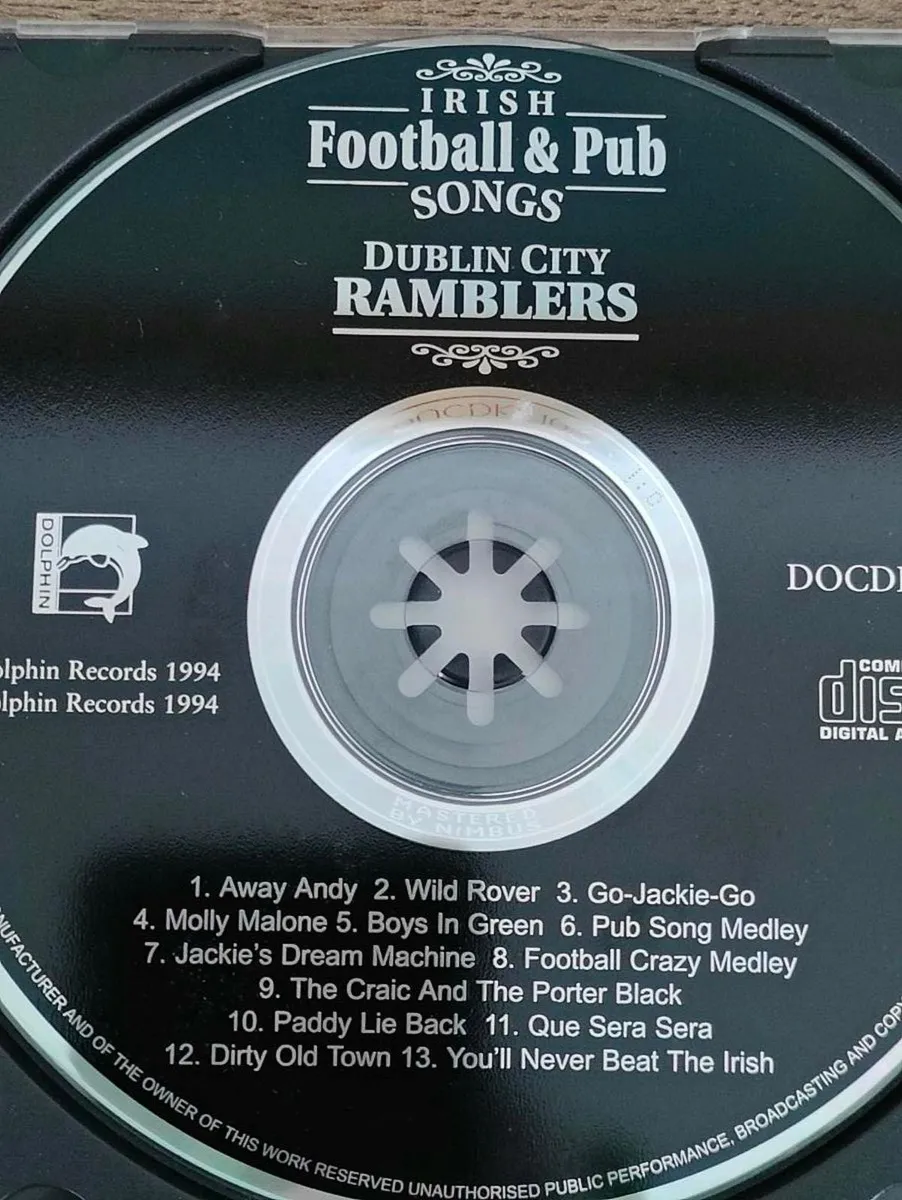 IRISH
Football & Pub
SONGS
DUBLIN CITY
RAMBLERS
DOLPHIN
DOCD
olphin Records 1994
olphin Records 1994
COM
dis
DIGITAL A
MASTERED
BY NIMBUS
1. Away Andy 2. Wild Rover 3. Go-Jackie-Go
4. Molly Malone 5. Boys In Green 6. Pub Song Medley
7. Jackie's Dream Machine 8. Football Crazy Medley
9. The Craic And The Porter Black
10. Paddy Lie Back 11. Que Sera Sera
12. Dirty Old Town 13. You'll Never Beat The Irish
NUFACTURER AND OF THE OWNER OF THIS WORK RESERVED UNAUTHORISED PUBLIC PERFORMANCE, BROADCASTING AND COP